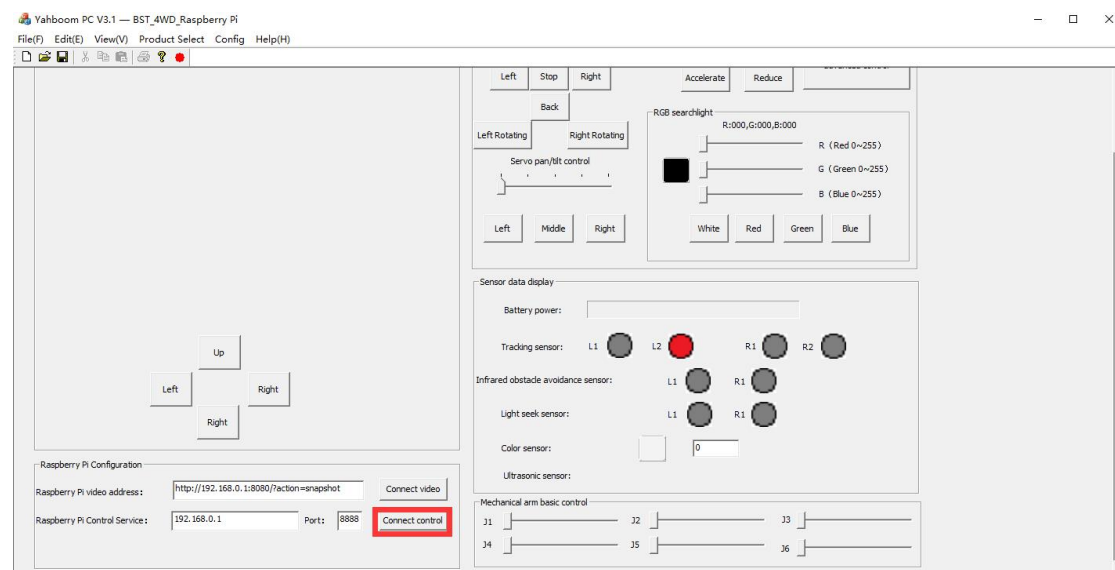 Yahboom PC V3.1 — BST_4WD_Raspberry Pi
File(F) Edit(E) View(V) Product Select Config Help(H)
Left Stop Right
Accelerate Reduce
Back
Left Rotating Right Rotating
Servo pan/tilt control
Left Middle Right
RGB searchlight
R:000,G:000,B:000
R (Red 0~255)
G (Green 0~255)
B (Blue 0~255)
White Red Green Blue
Sensor data display
Battery power:
Tracking sensor: L1 L2 R1 R2
Infrared obstacle avoidance sensor: L1 R1
Light seek sensor: L1 R1
Color sensor: 0
Ultrasonic sensor:
Up
Left Right
Right
Raspberry Pi Configuration
Raspberry Pi video address: http://192.168.0.1:8080/?action=snapshot Connect video
Raspberry Pi Control Service: 192.168.0.1 Port: 8888 Connect control
Mechanical arm basic control
J1 J2 J3
J4 J5 J6